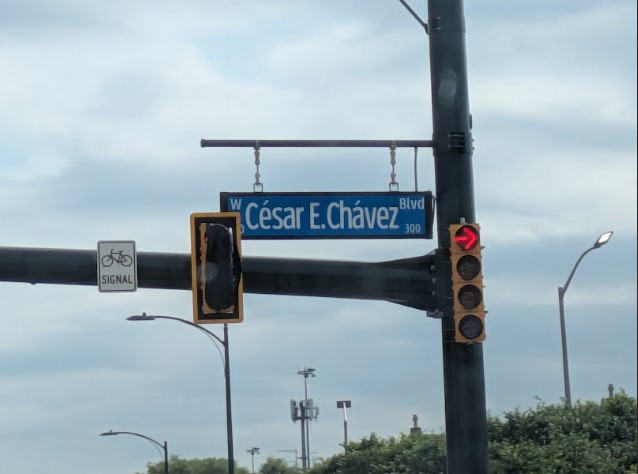 W César E. Chávez Blvd
300
SIGNAL